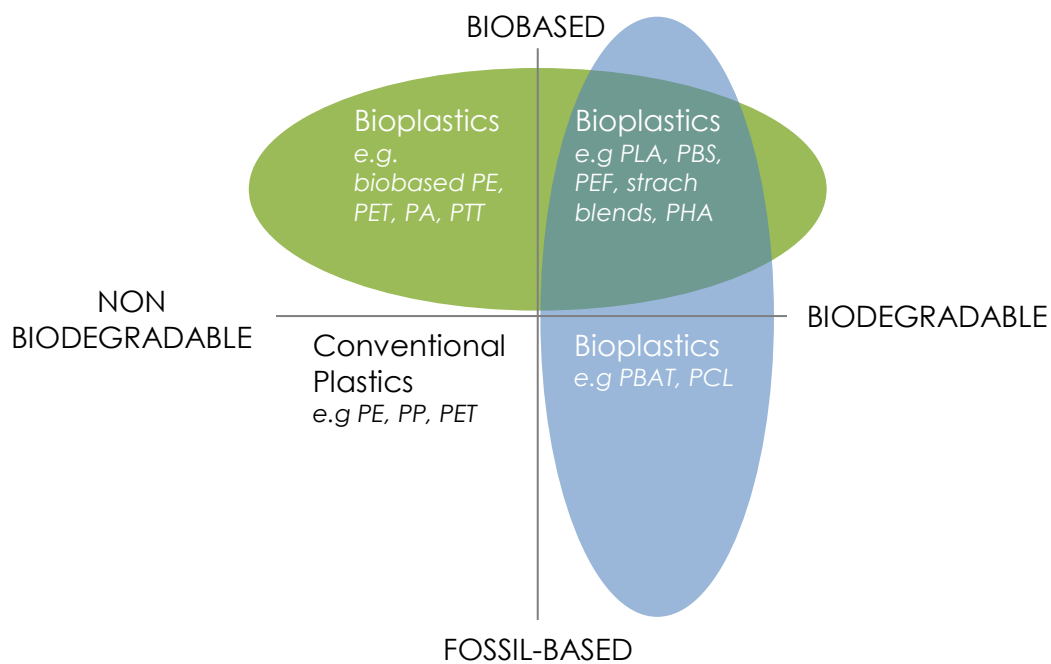 BIOBASED
Bioplastics
e.g.
biobased PE,
PET, PA, PTT
Bioplastics
e.g PLA, PBS,
PEF, strach
blends, PHA
NON
BIODEGRADABLE
BIODEGRADABLE
Conventional
Plastics
e.g PE, PP, PET
Bioplastics
e.g PBAT, PCL
FOSSIL-BASED